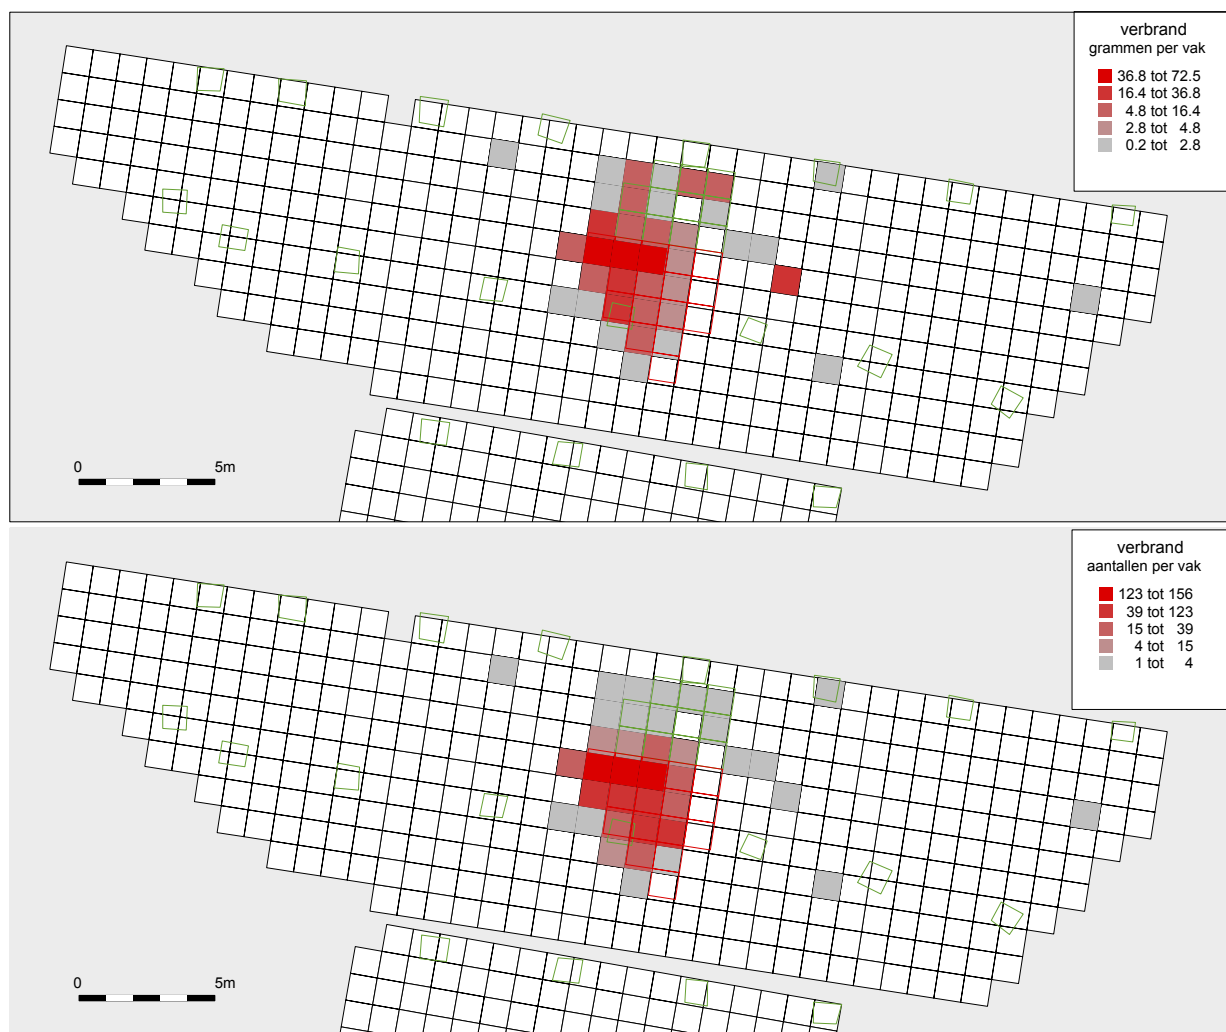 verbrand
grammen per vak
36.8 tot 72.5
16.4 tot 36.8
4.8 tot 16.4
2.8 tot 4.8
0.2 tot 2.8
0 5m
verbrand
aantallen per vak
123 tot 156
39 tot 123
15 tot 39
4 tot 15
1 tot 4
0 5m